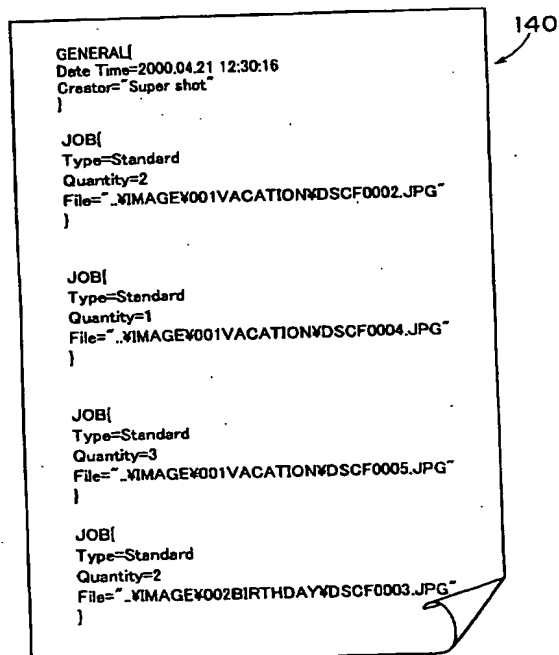 140
GENERAL{
Date Time=2000.04.21 12:30:16
Creator="Super shot"
}
JOB{
Type=Standard
Quantity=2
File="..¥IMAGE¥001VACATION¥DSCF0002.JPG"
}
JOB{
Type=Standard
Quantity=1
File="..¥IMAGE¥001VACATION¥DSCF0004.JPG"
}
JOB{
Type=Standard
Quantity=3
File="..¥IMAGE¥001VACATION¥DSCF0005.JPG"
}
JOB{
Type=Standard
Quantity=2
File="..¥IMAGE¥002BIRTHDAY¥DSCF0003.JPG"
}